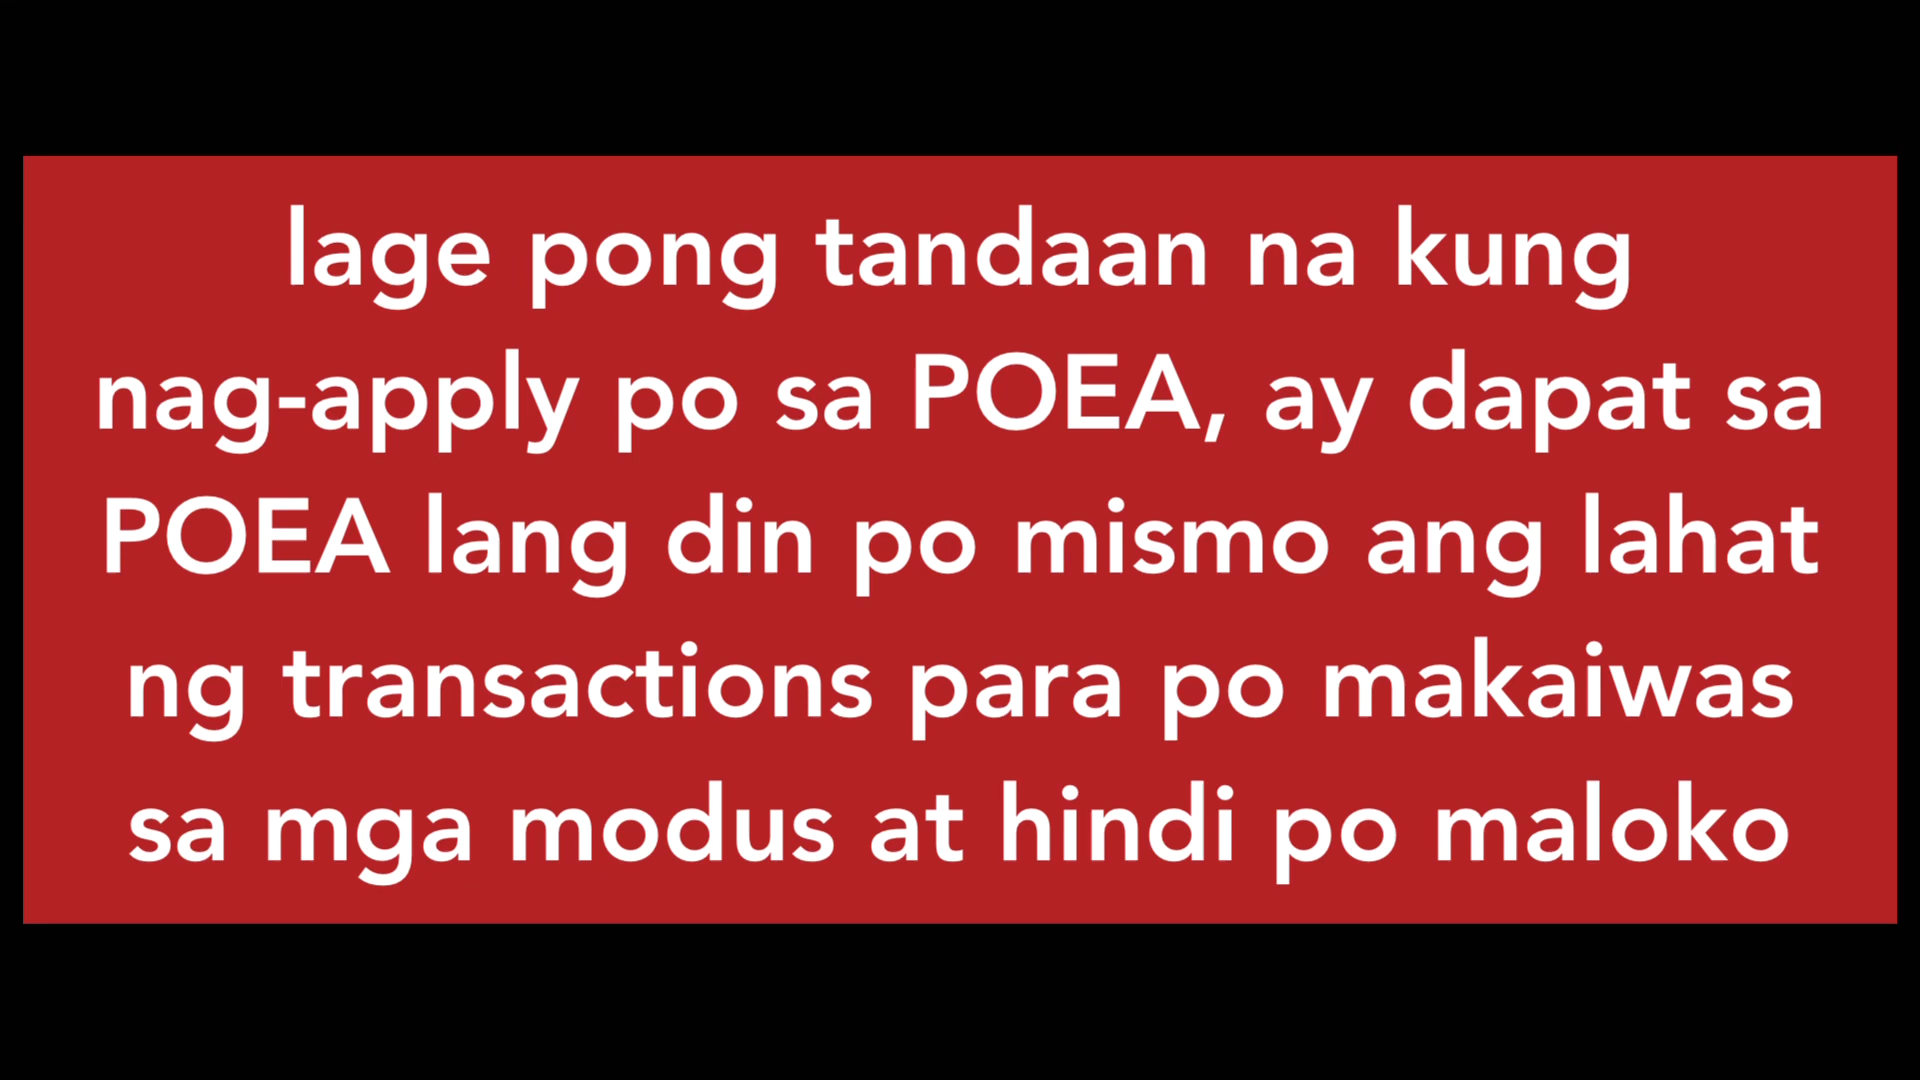 lage pong tandaan na kung
nag-apply po sa POEA, ay dapat sa
POEA lang din po mismo ang lahat
ng transactions para po makaiwas
sa mga modus at hindi po maloko